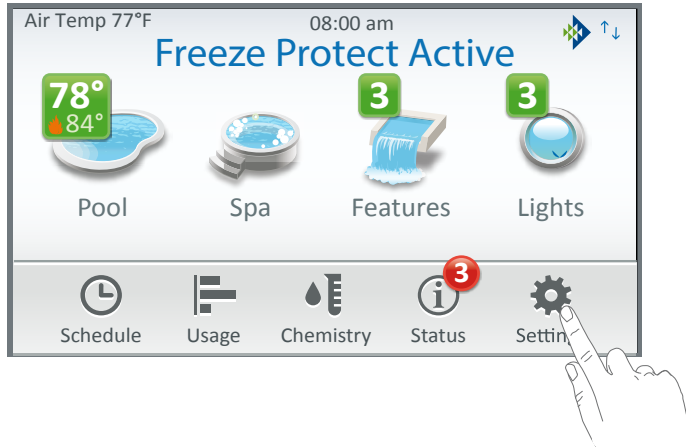 Air Temp 77°F
08:00 am
Freeze Protect Active
78°
84°
3
3
Pool
Spa
Features
Lights
3
Schedule
Usage
Chemistry
Status